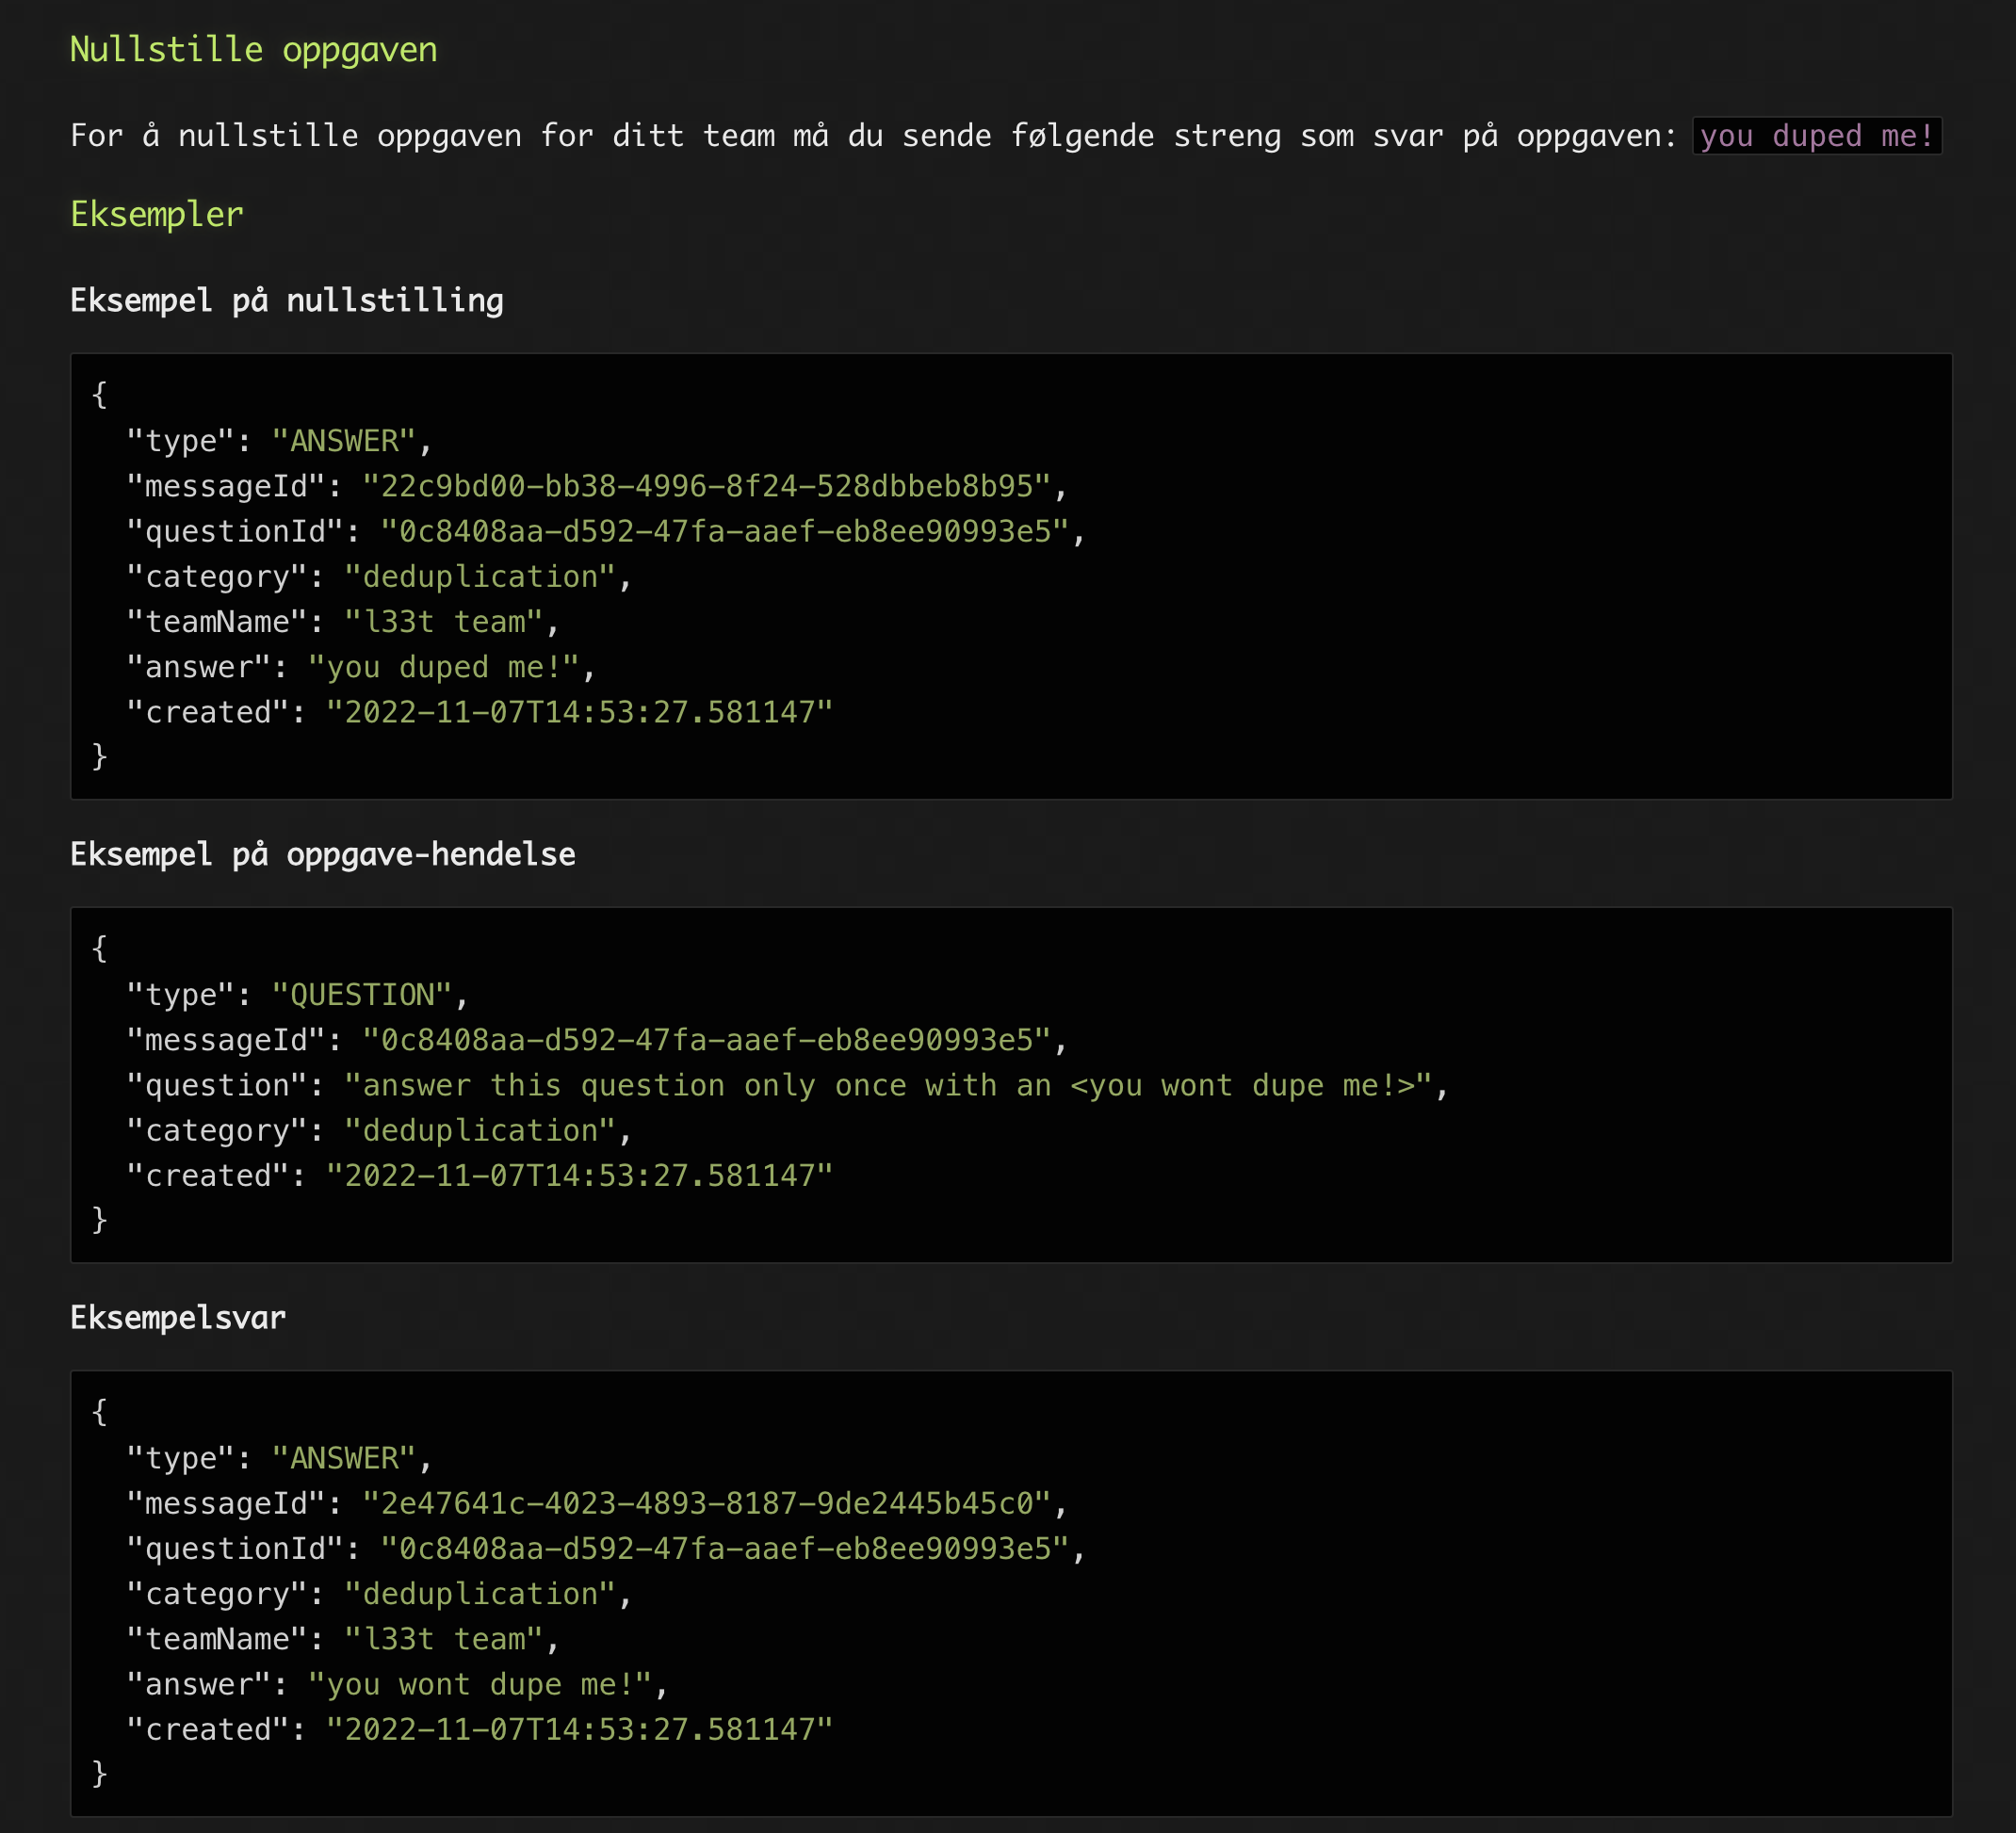 Nullstille oppgaven
For å nullstille oppgaven for ditt team må du sende følgende streng som svar på oppgaven: you duped me!
Eksempler
Eksempel på nullstilling
{
  "type": "ANSWER",
  "messageId": "22c9bd00-bb38-4996-8f24-528dbbeb8b95",
  "questionId": "0c8408aa-d592-47fa-aaef-eb8ee90993e5",
  "category": "deduplication",
  "teamName": "l33t team",
  "answer": "you duped me!",
  "created": "2022-11-07T14:53:27.581147"
}
Eksempel på oppgave-hendelse
{
  "type": "QUESTION",
  "messageId": "0c8408aa-d592-47fa-aaef-eb8ee90993e5",
  "question": "answer this question only once with an <you wont dupe me!>",
  "category": "deduplication",
  "created": "2022-11-07T14:53:27.581147"
}
Eksempelsvar
{
  "type": "ANSWER",
  "messageId": "2e47641c-4023-4893-8187-9de2445b45c0",
  "questionId": "0c8408aa-d592-47fa-aaef-eb8ee90993e5",
  "category": "deduplication",
  "teamName": "l33t team",
  "answer": "you wont dupe me!",
  "created": "2022-11-07T14:53:27.581147"
}